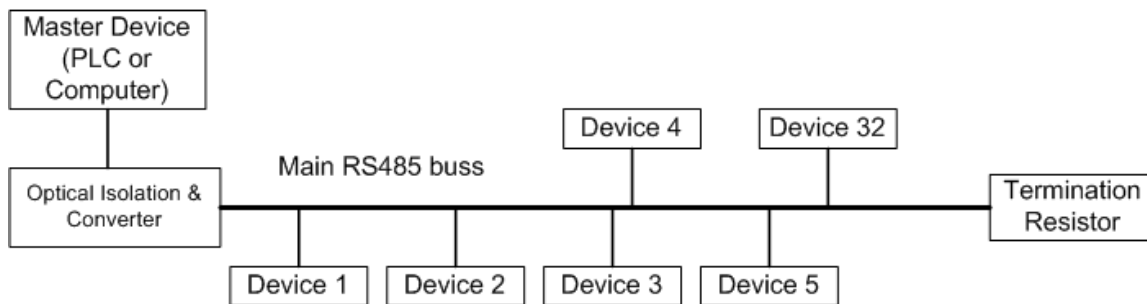 Master Device
(PLC or
Computer)
Device 4
Device 32
Main RS485 buss
Optical Isolation &
Converter
Termination
Resistor
Device 1
Device 2
Device 3
Device 5